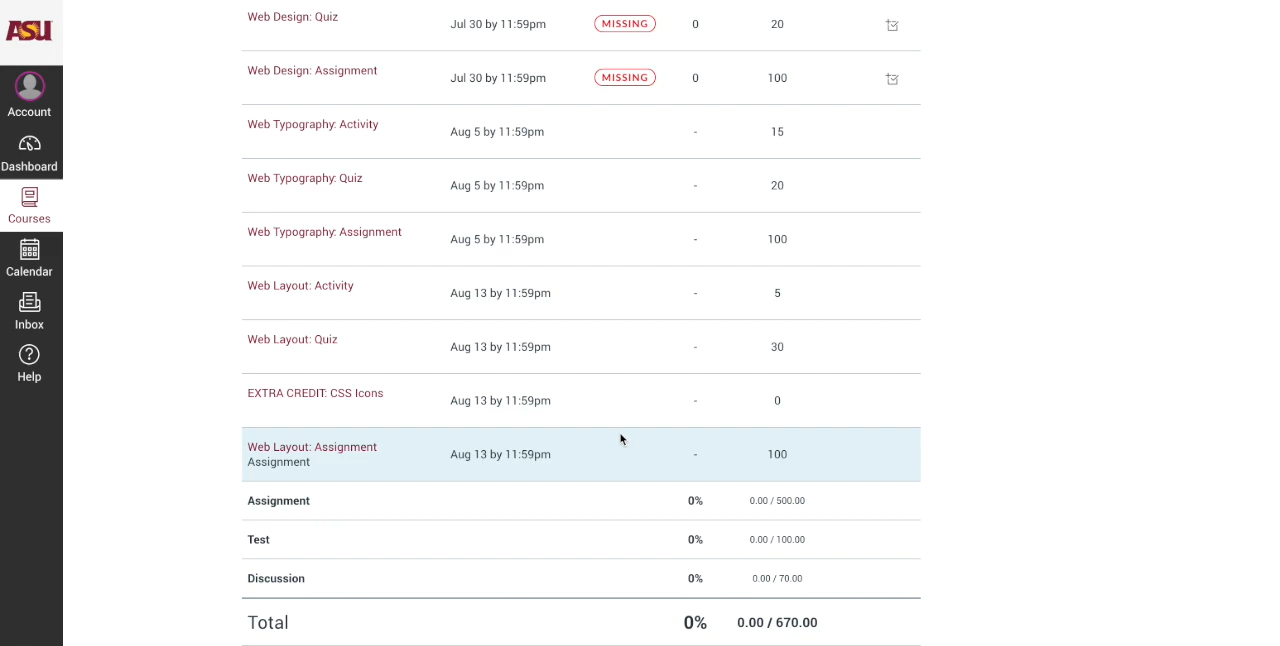 ASU
Account
Dashboard
Courses
Calendar
Inbox
Help
Web Design: Quiz Jul 30 by 11:59pm MISSING 0 20
Web Design: Assignment Jul 30 by 11:59pm MISSING 0 100
Web Typography: Activity Aug 5 by 11:59pm - 15
Web Typography: Quiz Aug 5 by 11:59pm - 20
Web Typography: Assignment Aug 5 by 11:59pm - 100
Web Layout: Activity Aug 13 by 11:59pm - 5
Web Layout: Quiz Aug 13 by 11:59pm - 30
EXTRA CREDIT: CSS Icons Aug 13 by 11:59pm - 0
Web Layout: Assignment Aug 13 by 11:59pm - 100
Assignment
Assignment 0% 0.00 / 500.00
Test 0% 0.00 / 100.00
Discussion 0% 0.00 / 70.00
Total 0% 0.00 / 670.00